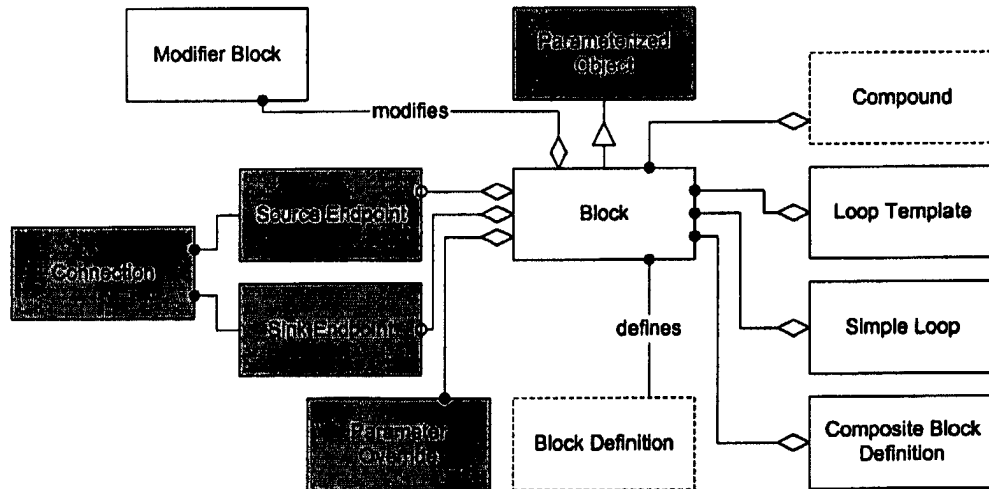 Modifier Block
Parameterized
Object
Compound
modifies
Source Endpoint
Block
Loop Template
Connection
Sink Endpoint
defines
Simple Loop
Parameter
Override
Block Definition
Composite Block
Definition